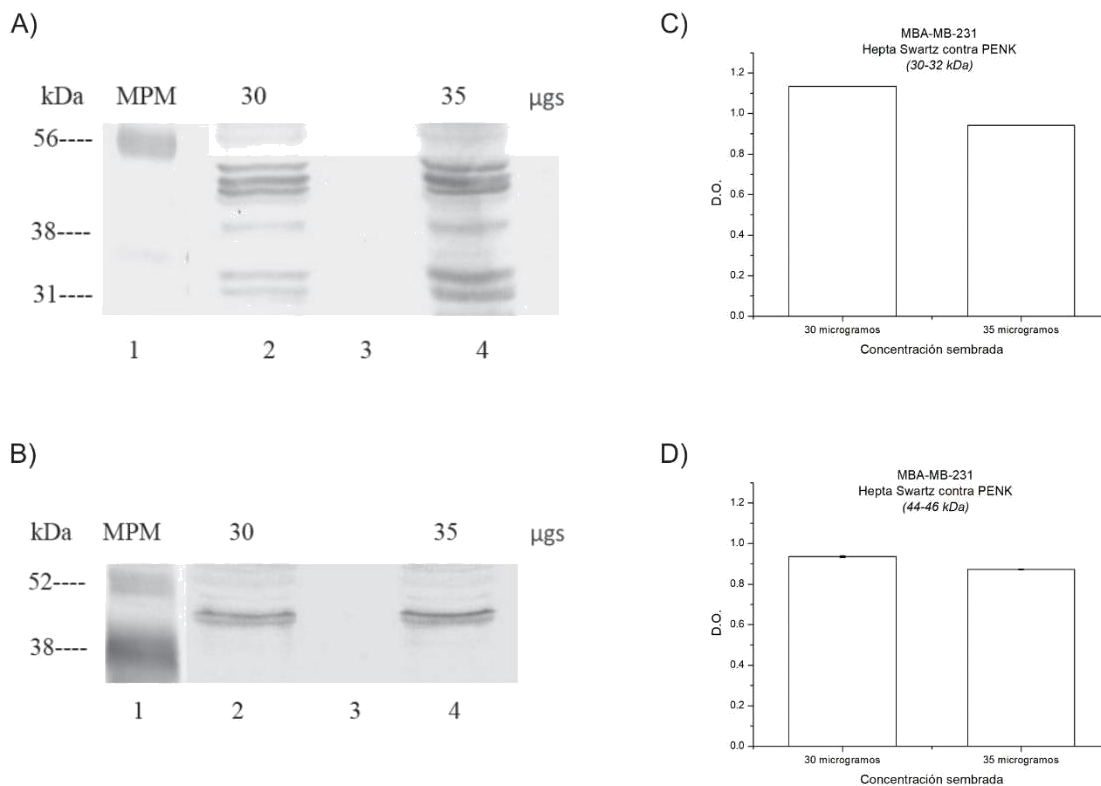 A)
kDa MPM 30 35 µgs
56----
38----
31----
1 2 3 4
B)
kDa MPM 30 35 µgs
52----
38----
1 2 3 4
C)
MBA-MB-231
Hepta Swartz contra PENK
(30-32 kDa)
1.2
1.0
0.8
0.6
0.4
0.2
0.0
D.O.
30 microgramos 35 microgramos
Concentración sembrada
D)
MBA-MB-231
Hepta Swartz contra PENK
(44-46 kDa)
1.2
1.0
0.8
0.6
0.4
0.2
0.0
D.O.
30 microgramos 35 microgramos
Concentración sembrada